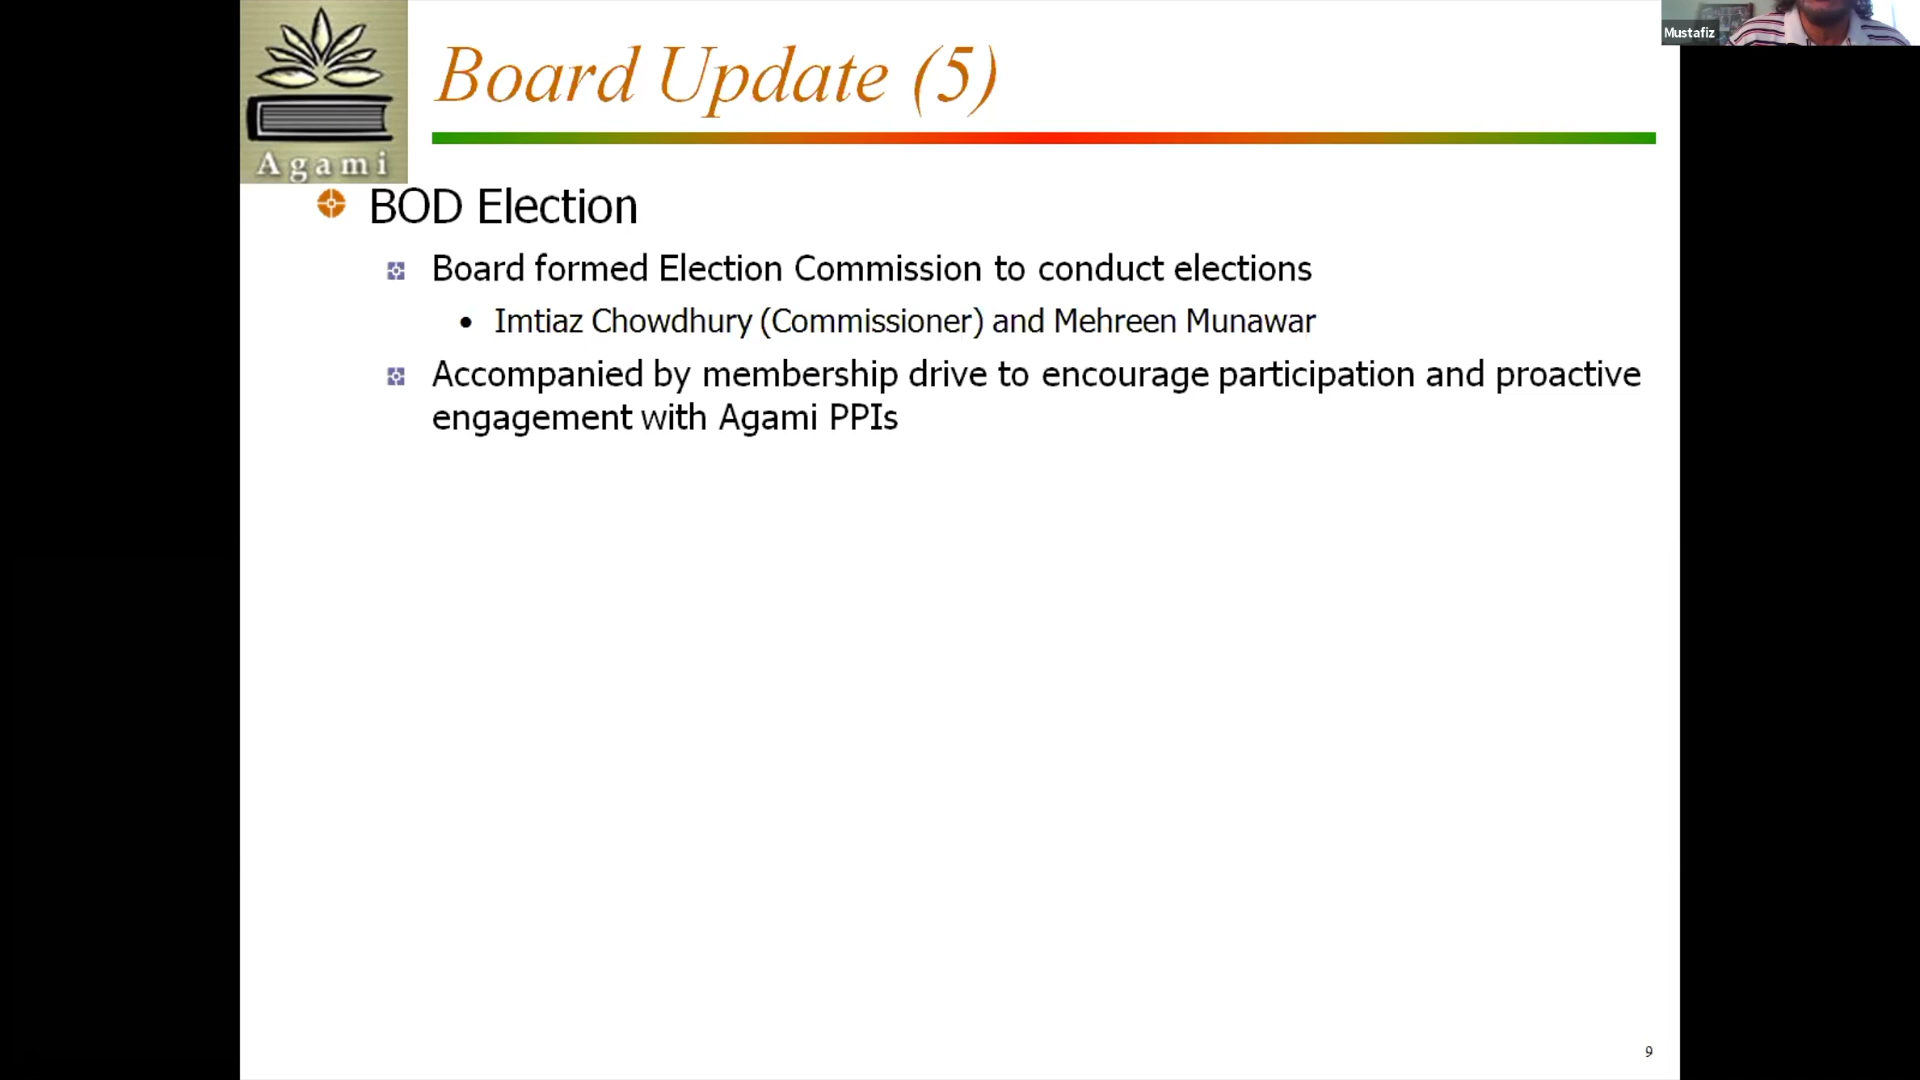 Agami
Board Update (5)
Mustafiz
BOD Election
Board formed Election Commission to conduct elections
Imtiaz Chowdhury (Commissioner) and Mehreen Munawar
Accompanied by membership drive to encourage participation and proactive
engagement with Agami PPIs
9